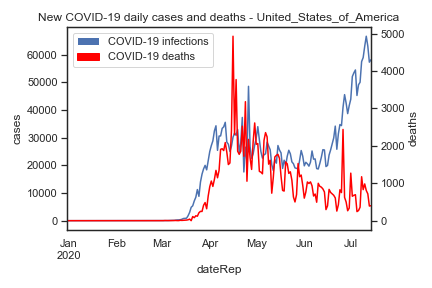 New COVID-19 daily cases and deaths - United_States_of_America
COVID-19 infections
COVID-19 deaths
cases
60000
50000
40000
30000
20000
10000
0
deaths
5000
4000
3000
2000
1000
0
Jan Feb Mar Apr May Jun Jul
2020
dateRep